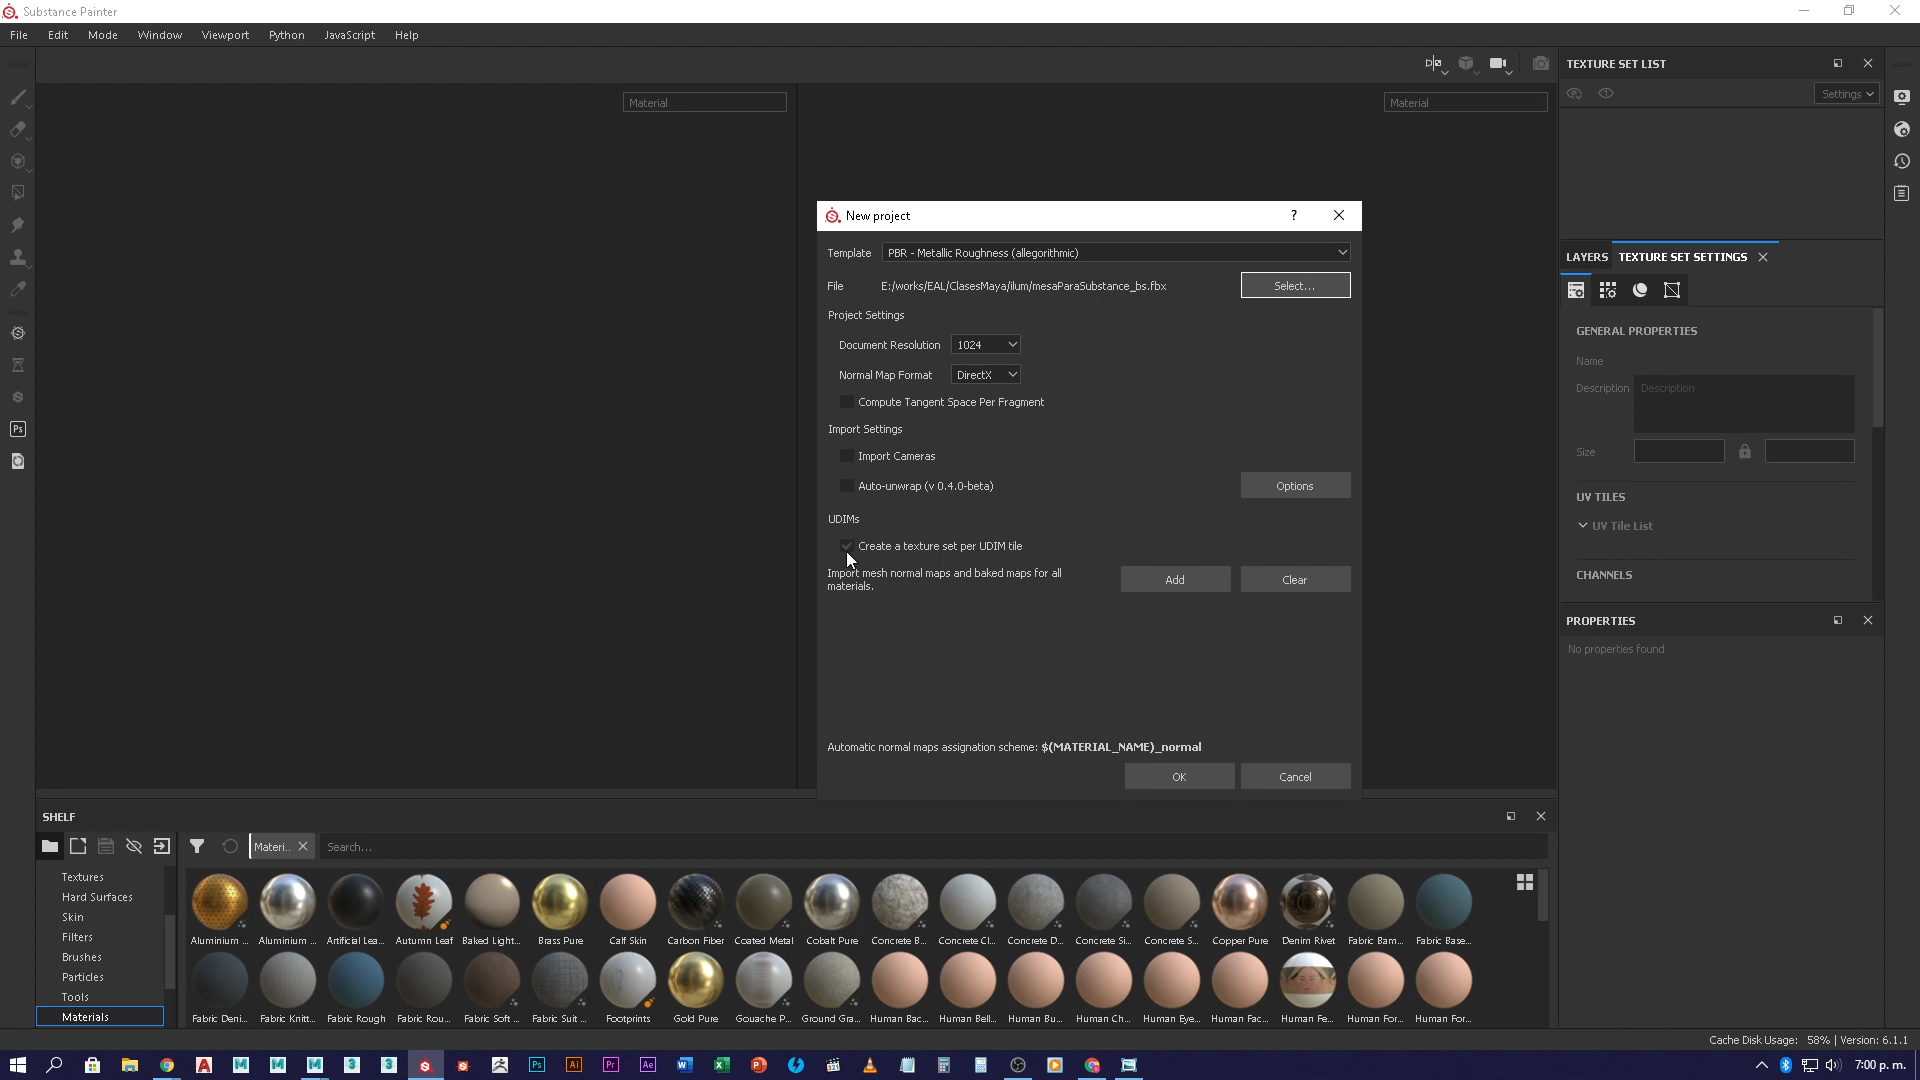 Substance Painter
File Edit Mode Window Viewport Python JavaScript Help
Material
Material
TEXTURE SET LIST
Settings
New project
?
Template PBR - Metallic Roughness (allegorithmic)
File E:/works/EAL/ClasesMaya/ilum/mesaParaSubstance_bs.fbx Select...
Project Settings
Document Resolution 1024
Normal Map Format DirectX
Compute Tangent Space Per Fragment
Import Settings
Import Cameras
Auto-unwrap (v 0.4.0-beta) Options
UDIMs
Create a texture set per UDIM tile
Import mesh normal maps and baked maps for all
materials.
Add Clear
Automatic normal maps assignation scheme: $(MATERIAL_NAME)_normal
OK Cancel
LAYERS TEXTURE SET SETTINGS
GENERAL PROPERTIES
Name
Description Description
Size
UV TILES
UV Tile List
CHANNELS
PROPERTIES
No properties found
SHELF
Materi.. Search...
Textures
Hard Surfaces
Skin
Filters
Brushes
Particles
Tools
Materials
Aluminium ... Aluminium ... Artificial Lea... Autumn Leaf Baked Light... Brass Pure Calf Skin Carbon Fiber Coated Metal Cobalt Pure Concrete B... Concrete Cl... Concrete D... Concrete Si... Concrete S... Copper Pure Denim Rivet Fabric Bam... Fabric Base...
Fabric Deni... Fabric Knitt... Fabric Rough Fabric Rou... Fabric Soft ... Fabric Suit ... Footprints Gold Pure Gouache P... Ground Gra... Human Bac... Human Bell... Human Bu... Human Ch... Human Eye... Human Fac... Human Fe... Human For... Human For...
Cache Disk Usage: 58% | Version: 6.1.1
Ps
Ps Ai Pr Ae
7:00 p. m.